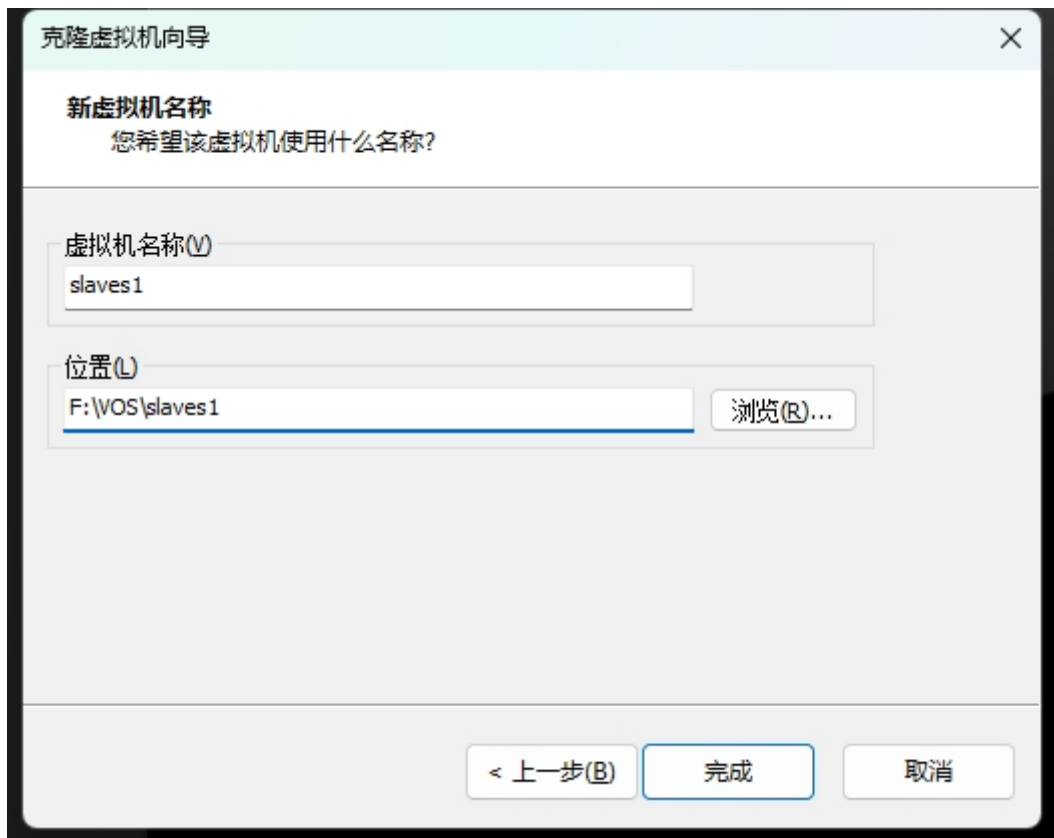 克隆虚拟机向导
新虚拟机名称
您希望该虚拟机使用什么名称?
虚拟机名称(V)
slaves1
位置(L)
F:\VOS\slaves1
浏览(R)...
< 上一步(B)
完成
取消